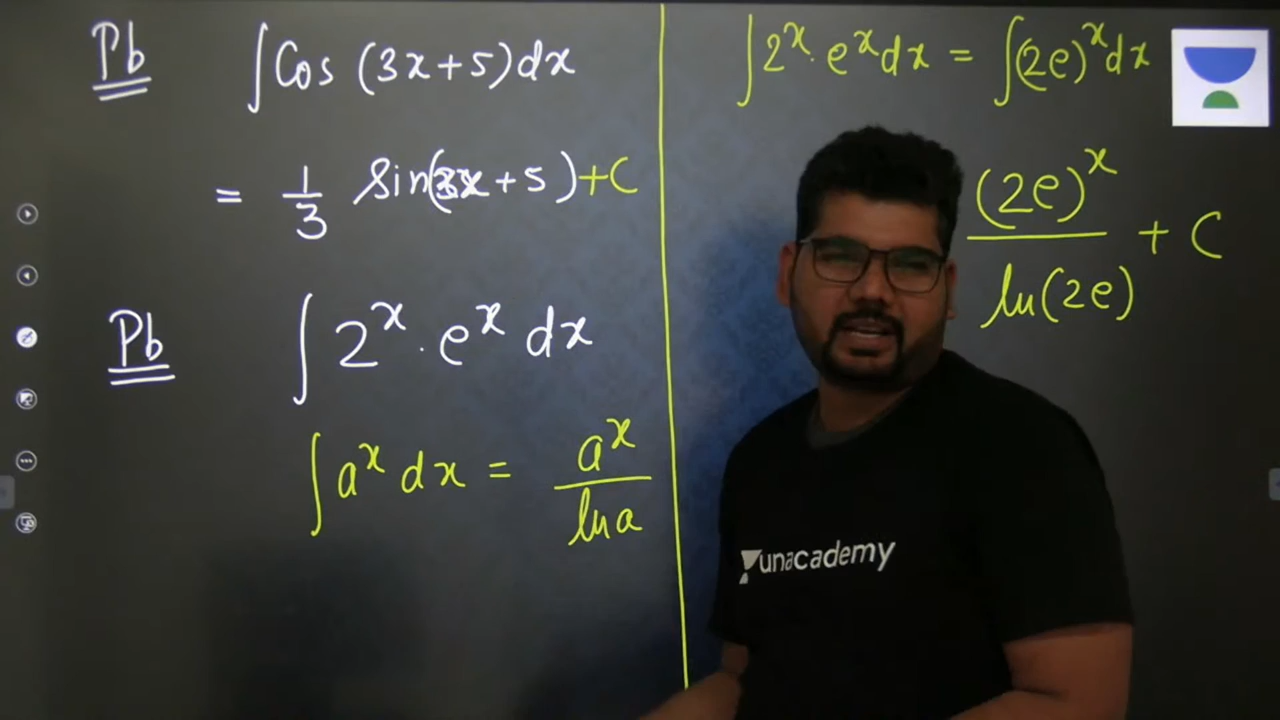 Pb ∫Cos (3x+5)dx
= 1/3 Sin(3x+5)+C
Pb ∫2^x . e^x dx
∫a^x dx = a^x/ln a
∫2^x . e^x dx = ∫(2e)^x dx
(2e)^x/ln(2e) + C
unacademy